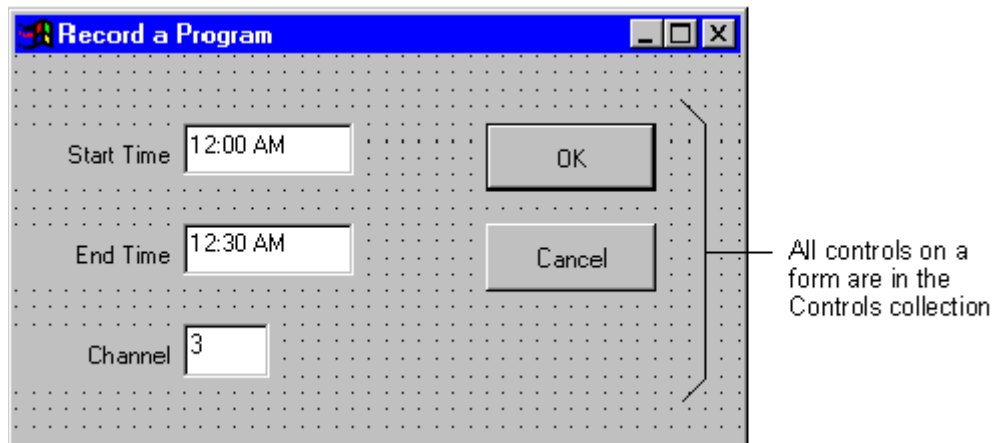 Record a Program
Start Time 12:00 AM OK
End Time 12:30 AM Cancel
Channel 3
All controls on a
form are in the
Controls collection